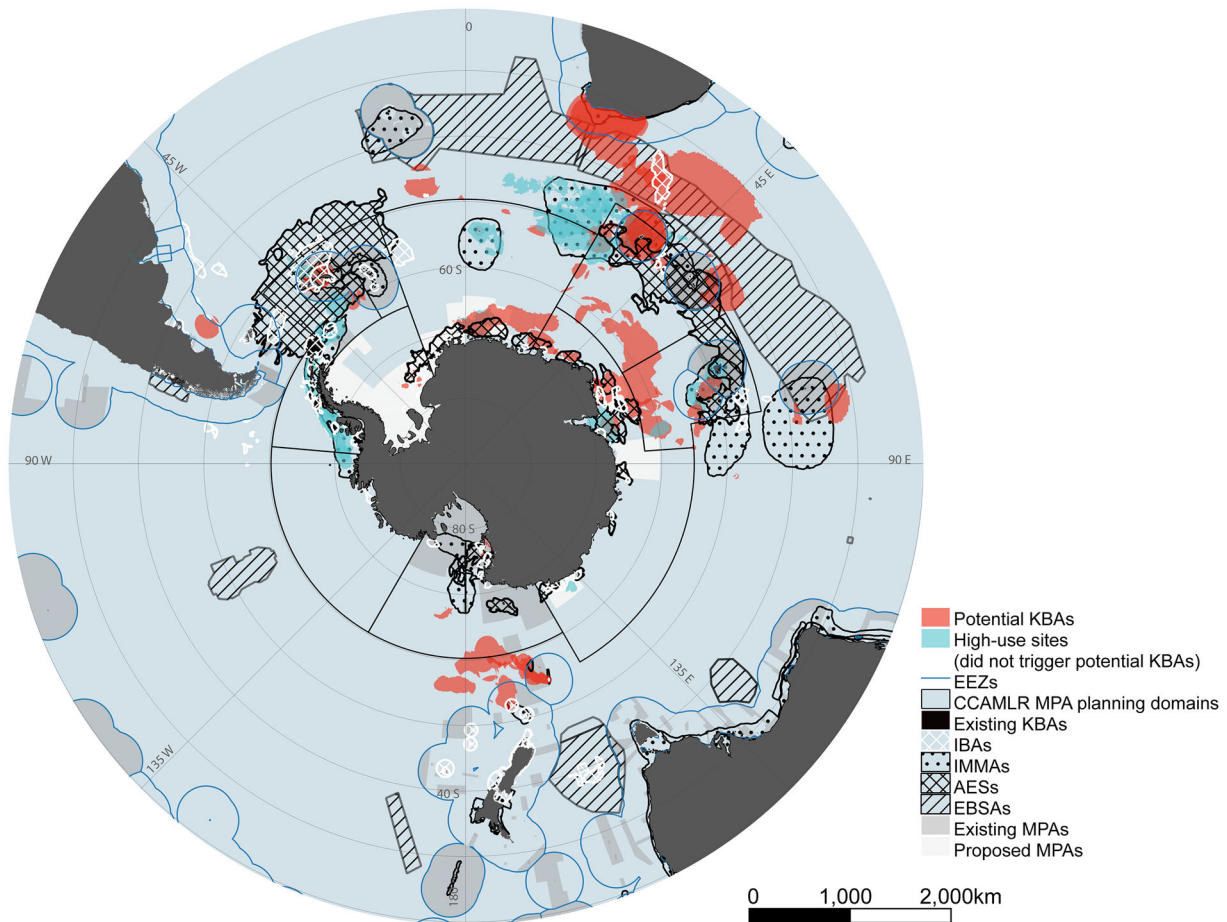 0
45 W
45 E
60 S
90 W
90 E
80 S
135 W
135 E
40 S
180
Potential KBAs
High-use sites
(did not trigger potential KBAs)
EEZs
CCAMLR MPA planning domains
Existing KBAs
IBAs
IMMAs
AESs
EBSAs
Existing MPAs
Proposed MPAs
0 1,000 2,000km